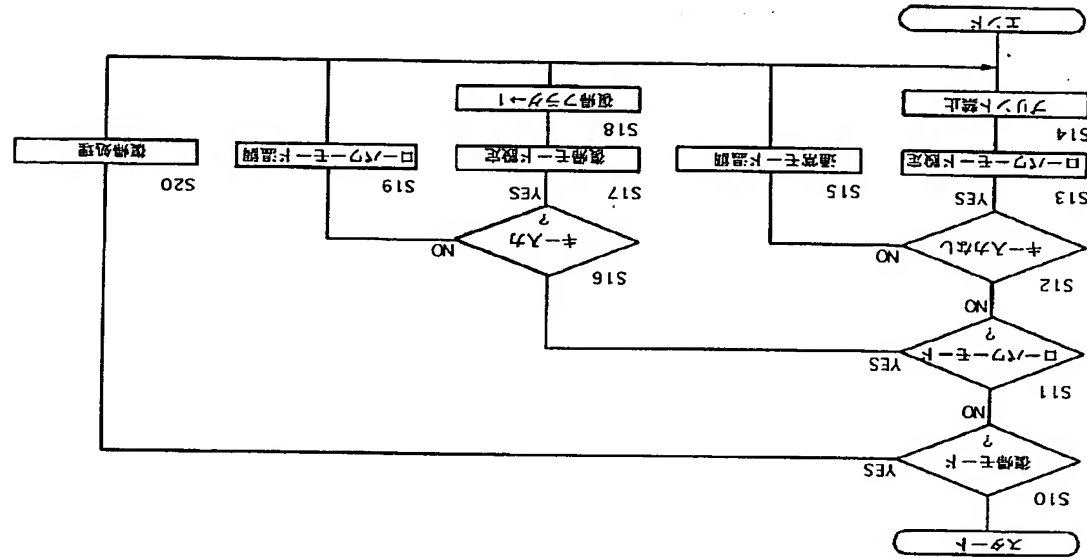 スタート
S10
復帰モード
?
YES
NO
S11
ローパワーモード
?
YES
NO
S12
キー入力なし
NO
YES
S16
キー入力
?
NO
YES
S13
ローパワーモード設定
S15
通常モード温調
S17
復帰モード設定
S19
ローパワーモード温調
S20
復帰処理
S14
プリント禁止
S18
復帰フラグ→1
エンド